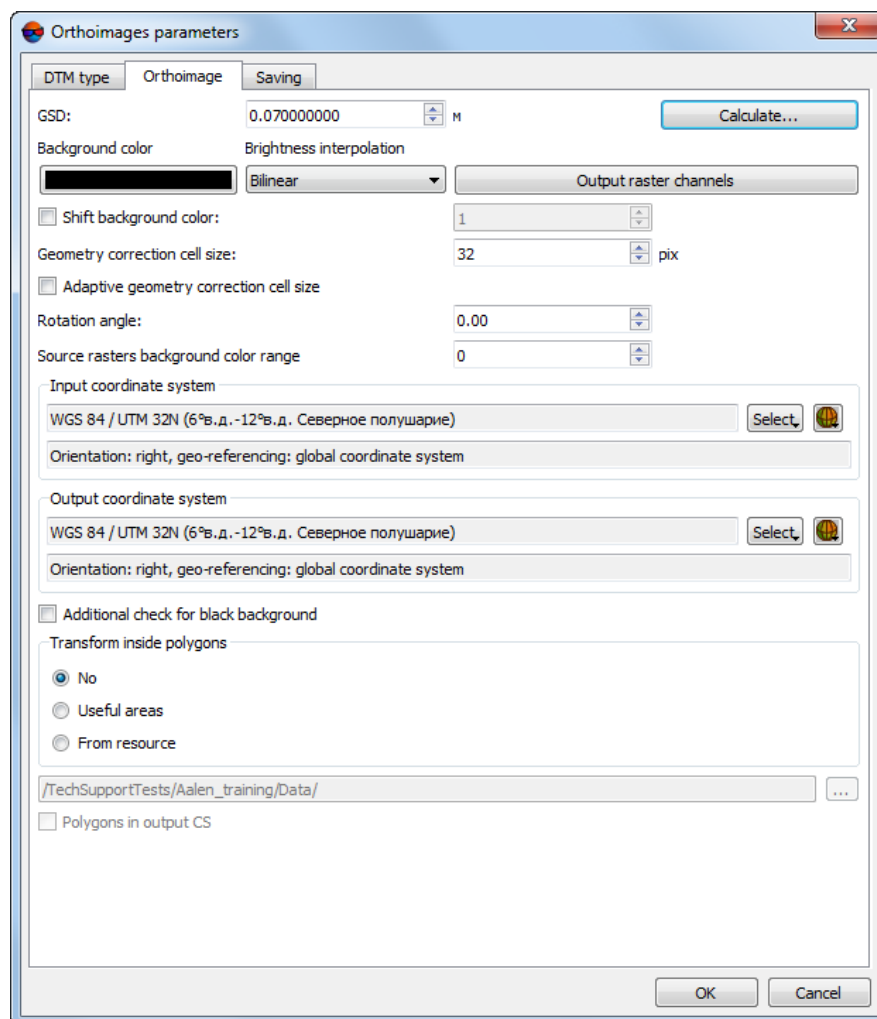 Orthoimages parameters
DTM type Orthoimage Saving
GSD: 0.070000000 м Calculate...
Background color Brightness interpolation
Bilinear Output raster channels
Shift background color: 1
Geometry correction cell size: 32 pix
Adaptive geometry correction cell size
Rotation angle: 0.00
Source rasters background color range 0
Input coordinate system
WGS 84 / UTM 32N (6°в.д.-12°в.д. Северное полушарие) Select
Orientation: right, geo-referencing: global coordinate system
Output coordinate system
WGS 84 / UTM 32N (6°в.д.-12°в.д. Северное полушарие) Select
Orientation: right, geo-referencing: global coordinate system
Additional check for black background
Transform inside polygons
No
Useful areas
From resource
/TechSupportTests/Aalen_training/Data/ ...
Polygons in output CS
OK Cancel